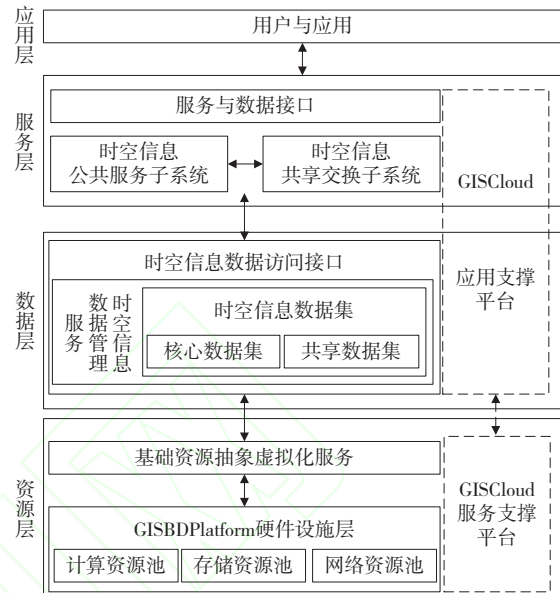 应用层
用户与应用
服务层
服务与数据接口
时空信息
公共服务子系统
时空信息
共享交换子系统
GISCloud
应用支撑
平台
数据层
时空信息数据访问接口
时空信息
数据管理
服务
时空信息数据集
核心数据集
共享数据集
资源层
基础资源抽象虚拟化服务
GISBDPlatform硬件设施层
计算资源池
存储资源池
网络资源池
GISCloud
服务支撑
平台